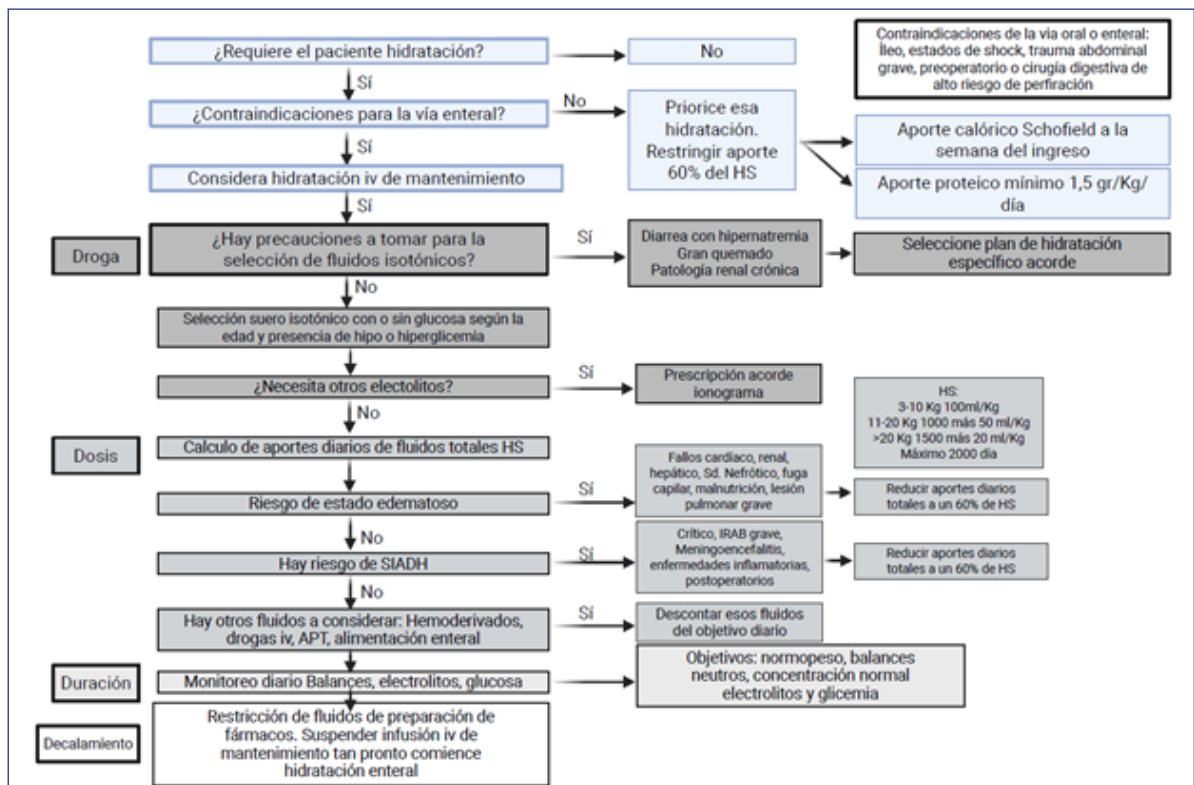 ¿Requiere el paciente hidratación?
No
Contraindicaciones de la via oral o enteral:
Íleo, estados de shock, trauma abdominal
grave, preoperatorio o cirugía digestiva de
alto riesgo de perfiración
Sí
¿Contraindicaciones para la vía enteral?
No
Priorice esa
hidratación.
Restringir aporte
60% del HS
Aporte calórico Schofield a la
semana del ingreso
Aporte proteico mínimo 1,5 gr/Kg/
día
Sí
Considera hidratación iv de mantenimiento
Sí
Droga
¿Hay precauciones a tomar para la
selección de fluidos isotónicos?
Sí
Diarrea con hipernatremia
Gran quemado
Patología renal crónica
Seleccione plan de hidratación
específico acorde
No
Selección suero isotónico con o sin glucosa según la
edad y presencia de hipo o hiperglicemia
¿Necesita otros electolitos?
Sí
Prescripción acorde
ionograma
No
HS:
3-10 Kg 100ml/Kg
11-20 Kg 1000 más 50 ml/Kg
>20 Kg 1500 más 20 ml/Kg
Máximo 2000 día
Dosis
Calculo de aportes diarios de fluidos totales HS
Riesgo de estado edematoso
Sí
Fallos cardíaco, renal,
hepático, Sd. Nefrótico, fuga
capilar, malnutrición, lesión
pulmonar grave
Reducir aportes diarios
totales a un 60% de HS
No
Hay riesgo de SIADH
Sí
Crítico, IRAB grave,
Meningoencefalitis,
enfermedades inflamatorias,
postoperatorios
Reducir aportes diarios
totales a un 60% de HS
No
Hay otros fluidos a considerar: Hemoderivados,
drogas iv, APT, alimentación enteral
Sí
Descontar esos fluidos
del objetivo diario
Duración
Monitoreo diario Balances, electrolitos, glucosa
Objetivos: normopeso, balances
neutros, concentración normal
electrolitos y glicemia
Decalamiento
Restricción de fluidos de preparación de
fármacos. Suspender infusión iv de
mantenimiento tan pronto comience
hidratación enteral